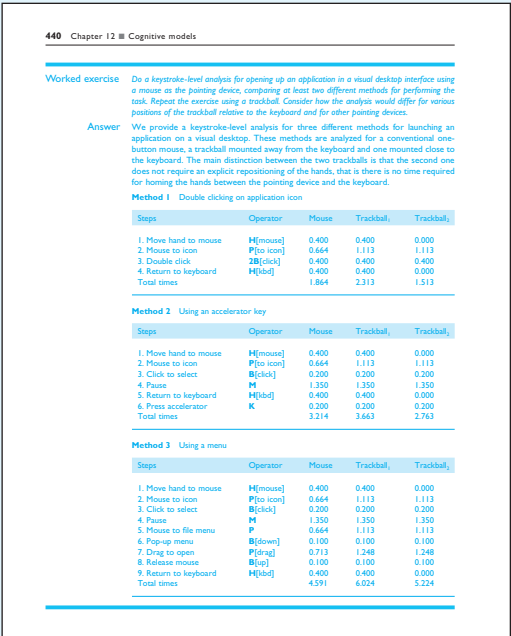 440 Chapter 12 ■ Cognitive models
Worked exercise Do a keystroke-level analysis for opening up an application in a visual desktop interface using
a mouse as the pointing device, comparing at least two different methods for performing the
task. Repeat the exercise using a trackball. Consider how the analysis would differ for various
positions of the trackball relative to the keyboard and for other pointing devices.
Answer We provide a keystroke-level analysis for three different methods for launching an
application on a visual desktop. These methods are analyzed for a conventional one-
button mouse, a trackball mounted away from the keyboard and one mounted close to
the keyboard. The main distinction between the two trackballs is that the second one
does not require an explicit repositioning of the hands, that is there is no time required
for homing the hands between the pointing device and the keyboard.
Method 1 Double clicking on application icon
Steps Operator Mouse Trackball₁ Trackball₂
1. Move hand to mouse H[mouse] 0.400 0.400 0.000
2. Mouse to icon P[to icon] 0.664 1.113 1.113
3. Double click 2B[click] 0.400 0.400 0.400
4. Return to keyboard H[kbd] 0.400 0.400 0.000
Total times 1.864 2.313 1.513
Method 2 Using an accelerator key
Steps Operator Mouse Trackball₁ Trackball₂
1. Move hand to mouse H[mouse] 0.400 0.400 0.000
2. Mouse to icon P[to icon] 0.664 1.113 1.113
3. Click to select B[click] 0.200 0.200 0.200
4. Pause M 1.350 1.350 1.350
5. Return to keyboard H[kbd] 0.400 0.400 0.000
6. Press accelerator K 0.200 0.200 0.200
Total times 3.214 3.663 2.763
Method 3 Using a menu
Steps Operator Mouse Trackball₁ Trackball₂
1. Move hand to mouse H[mouse] 0.400 0.400 0.000
2. Mouse to icon P[to icon] 0.664 1.113 1.113
3. Click to select B[click] 0.200 0.200 0.200
4. Pause M 1.350 1.350 1.350
5. Mouse to file menu P 0.664 1.113 1.113
6. Pop-up menu B[down] 0.100 0.100 0.100
7. Drag to open P[drag] 0.713 1.248 1.248
8. Release mouse B[up] 0.100 0.100 0.100
9. Return to keyboard H[kbd] 0.400 0.400 0.000
Total times 4.591 6.024 5.224